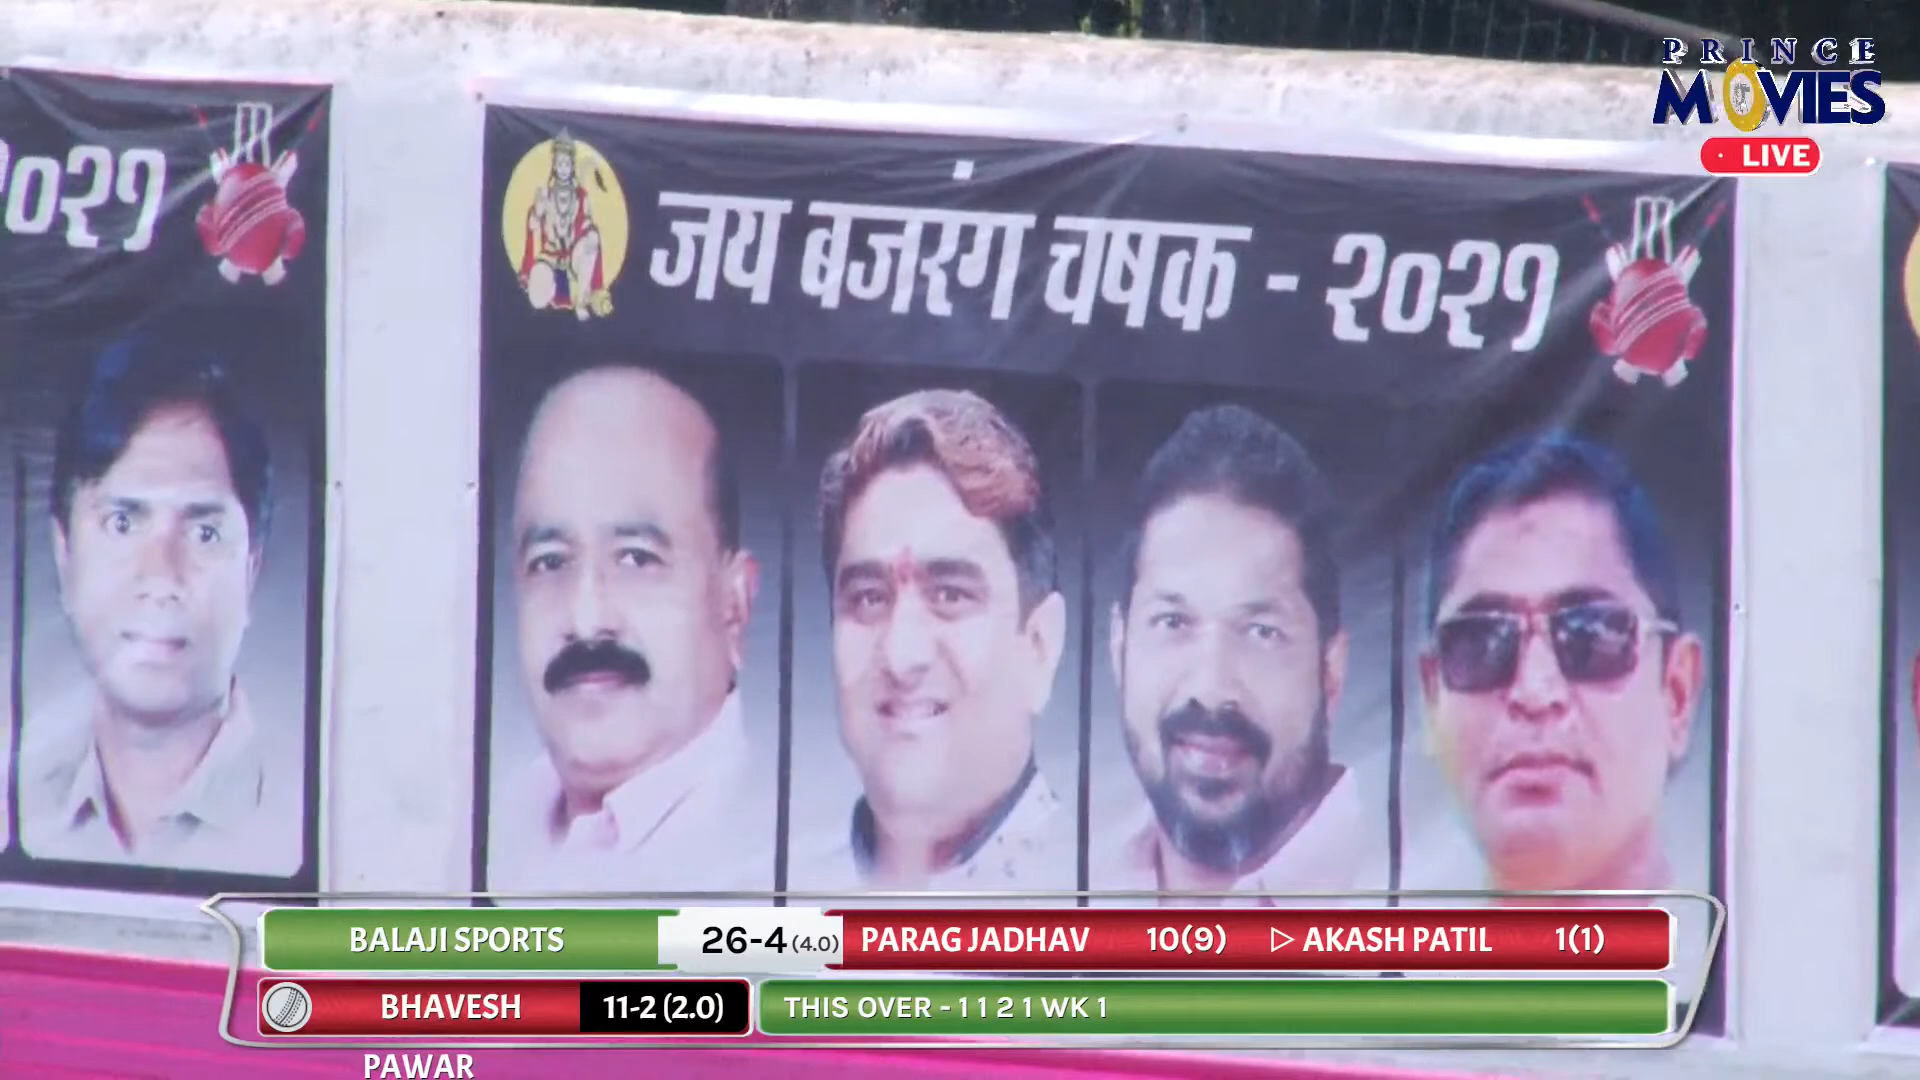 PRINCE
MOVIES
LIVE
२०२१
जय बजरंग चषक - २०२१
BALAJI SPORTS 26-4 (4.0) PARAG JADHAV 10(9) ▷ AKASH PATIL 1(1)
BHAVESH 11-2 (2.0) THIS OVER - 1 1 2 1 WK 1
PAWAR